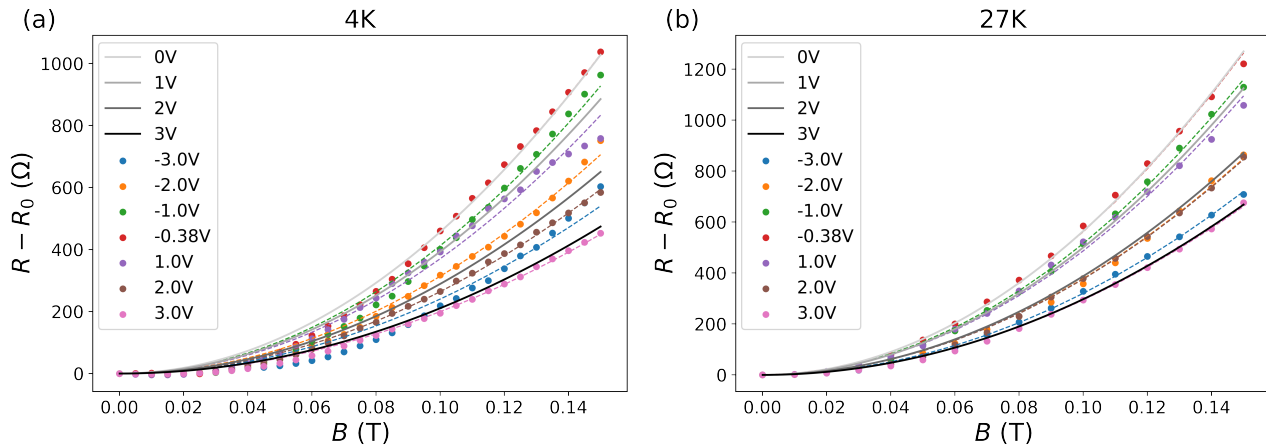 (a)
4K
R − R0 (Ω)
1000
800
600
400
200
0
0V
1V
2V
3V
-3.0V
-2.0V
-1.0V
-0.38V
1.0V
2.0V
3.0V
0.00 0.02 0.04 0.06 0.08 0.10 0.12 0.14
B (T)
(b)
27K
R − R0 (Ω)
1200
1000
800
600
400
200
0
0V
1V
2V
3V
-3.0V
-2.0V
-1.0V
-0.38V
1.0V
2.0V
3.0V
0.00 0.02 0.04 0.06 0.08 0.10 0.12 0.14
B (T)